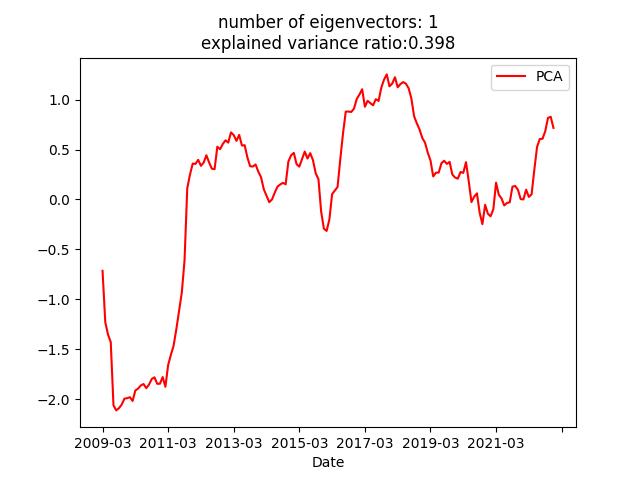 number of eigenvectors: 1
explained variance ratio:0.398
PCA
1.0
0.5
0.0
−0.5
−1.0
−1.5
−2.0
2009-03 2011-03 2013-03 2015-03 2017-03 2019-03 2021-03
Date